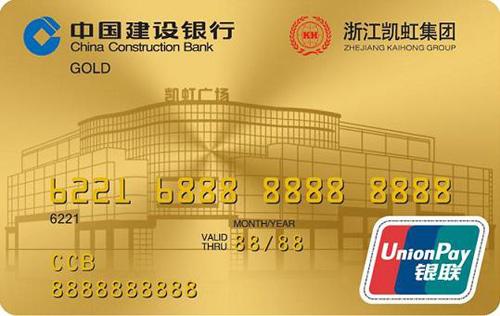 中国建设银行
China Construction Bank
GOLD
KH
浙江凯虹集团
ZHEJIANG KAIHONG GROUP
凯虹广场
6221 6888 8888 8888
6221
MONTH/YEAR
VALID THRU 88/88
CCB
8888888888
UnionPay
银联